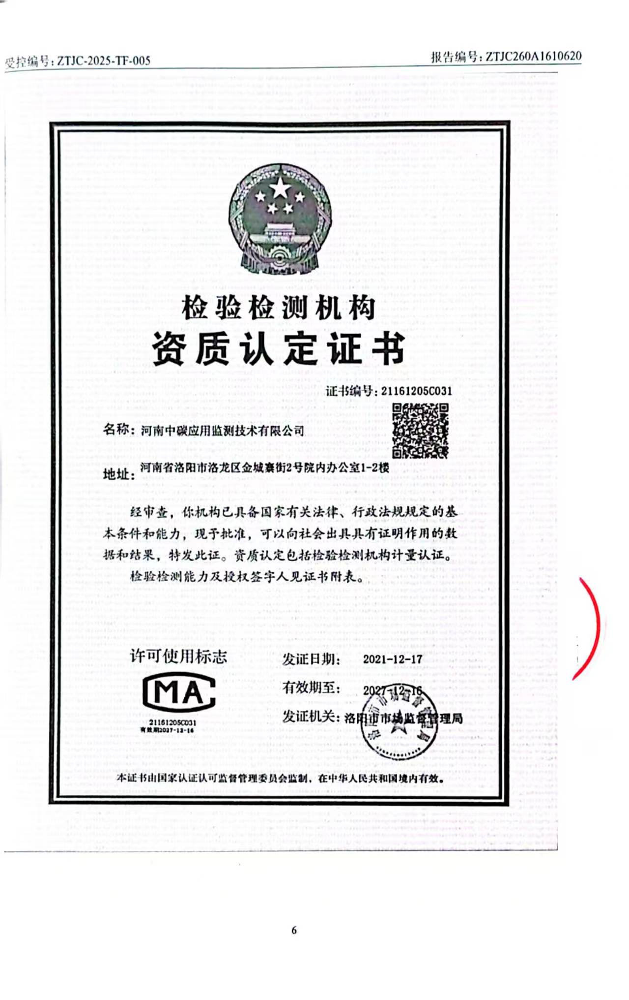 受控编号:ZTJC-2025-TF-005
报告编号:ZTJC260A1610620
检验检测机构
资质认定证书
证书编号:21161205C031
名称:河南中碳应用监测技术有限公司
地址:河南省洛阳市洛龙区金城寨街2号院内办公室1-2楼
经审查，你机构已具备国家有关法律、行政法规规定的基
本条件和能力，现予批准，可以向社会出具具有证明作用的数
据和结果，特发此证。资质认定包括检验检测机构计量认证。
检验检测能力及授权签字人见证书附表。
许可使用标志
MA
21161205C031
有效期2027-12-16
发证日期: 2021-12-17
有效期至: 2027-12-16
发证机关:洛阳市市场监督管理局
洛阳市市场监督管理局
本证书由国家认证认可监督管理委员会监制，在中华人民共和国境内有效。
6